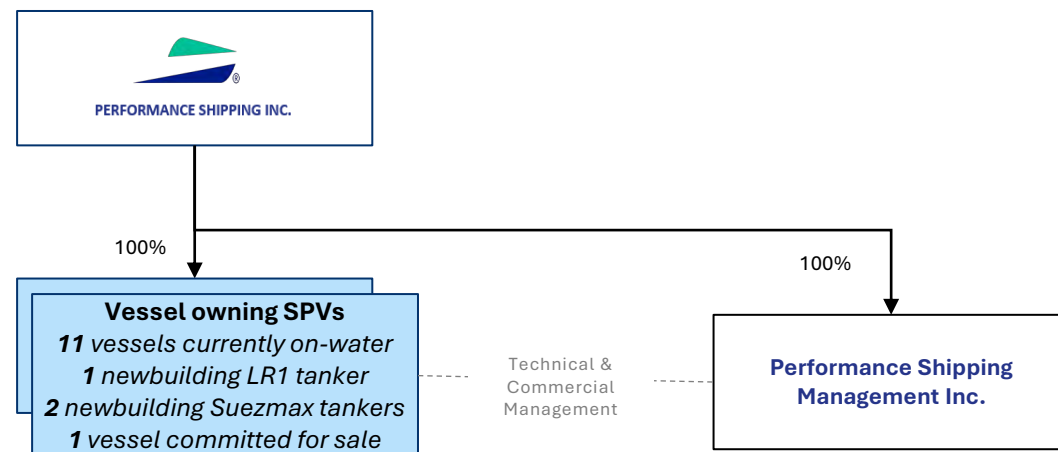 ®
PERFORMANCE SHIPPING INC.
100%
100%
Vessel owning SPVs
11 vessels currently on-water
1 newbuilding LR1 tanker
2 newbuilding Suezmax tankers
1 vessel committed for sale
Technical &
Commercial
Management
Performance Shipping
Management Inc.